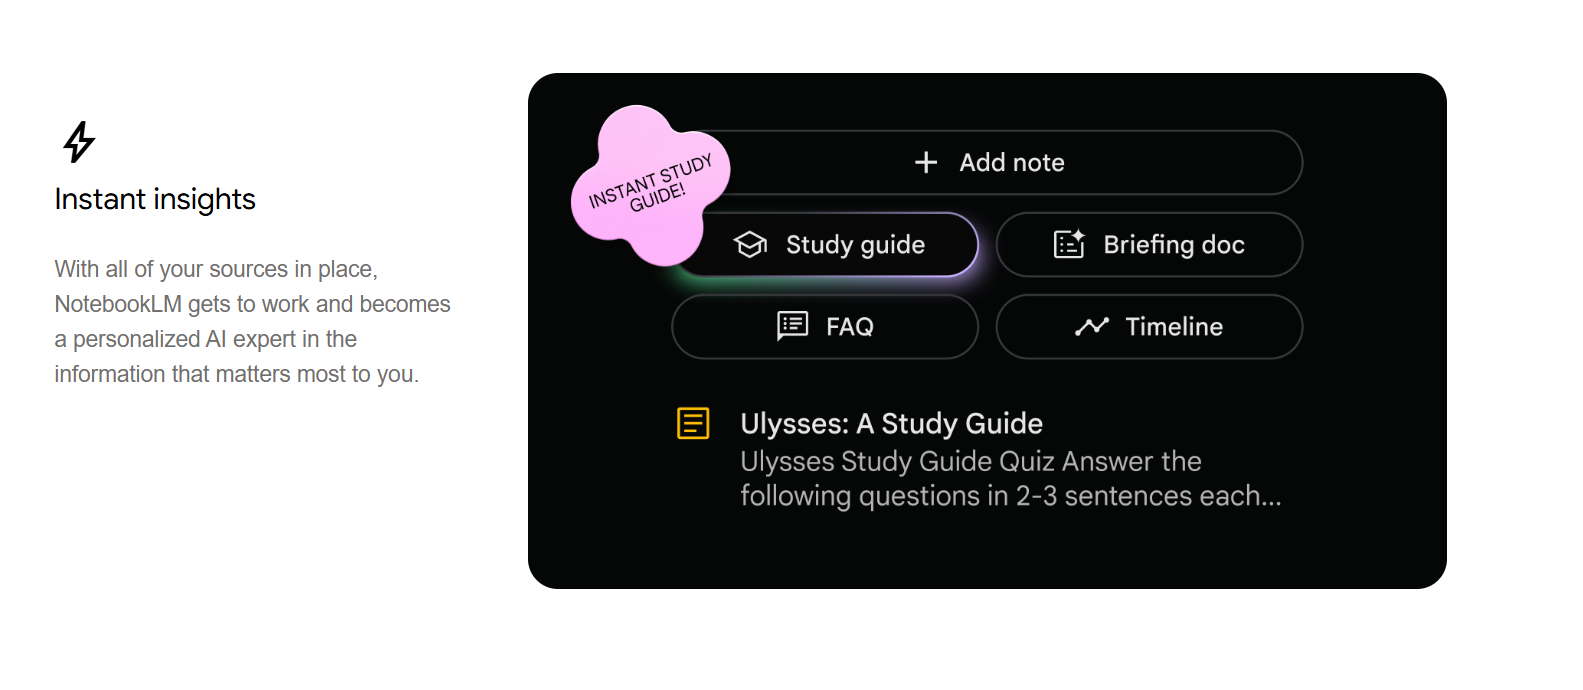 Instant insights
With all of your sources in place,
NotebookLM gets to work and becomes
a personalized AI expert in the
information that matters most to you.
INSTANT STUDY
GUIDE!
Add note
Study guide
Briefing doc
FAQ
Timeline
Ulysses: A Study Guide
Ulysses Study Guide Quiz Answer the
following questions in 2-3 sentences each...